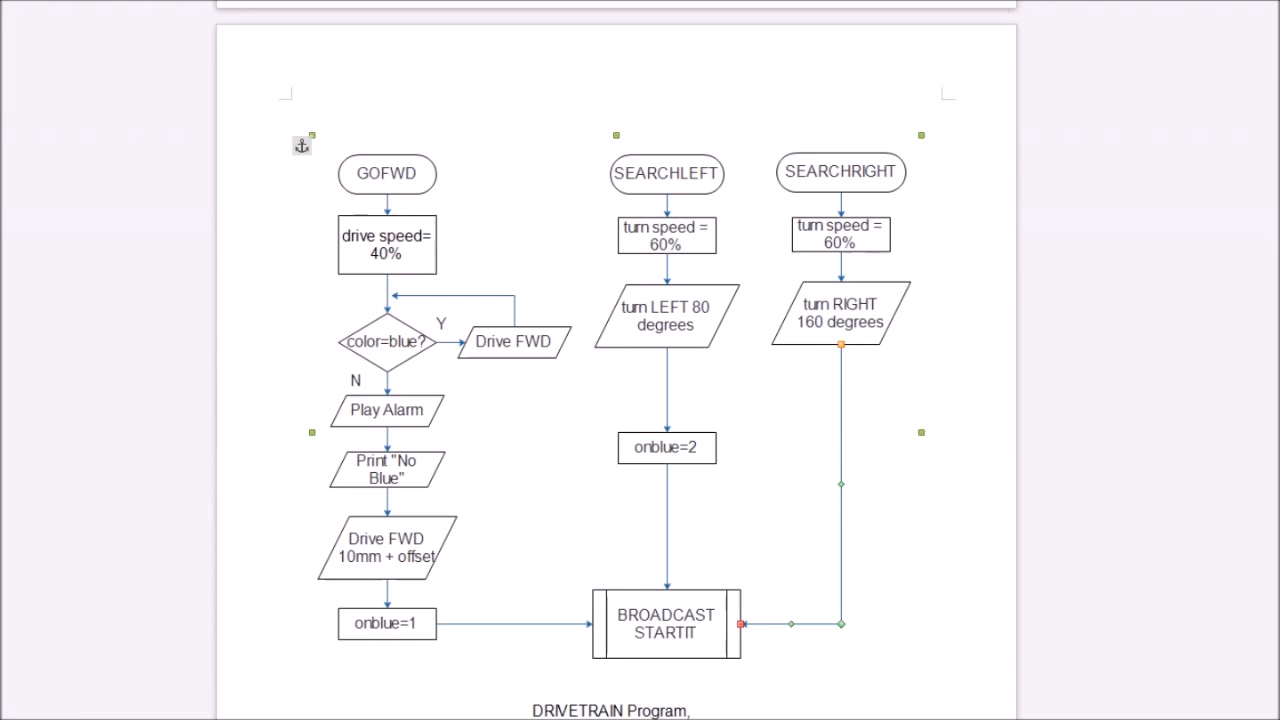 GOFWD
drive speed=
40%
color=blue?
Y
Drive FWD
N
Play Alarm
Print "No
Blue"
Drive FWD
10mm + offset
onblue=1
SEARCHLEFT
turn speed =
60%
turn LEFT 80
degrees
onblue=2
BROADCAST
STARTIT
SEARCHRIGHT
turn speed =
60%
turn RIGHT
160 degrees
DRIVETRAIN Program,